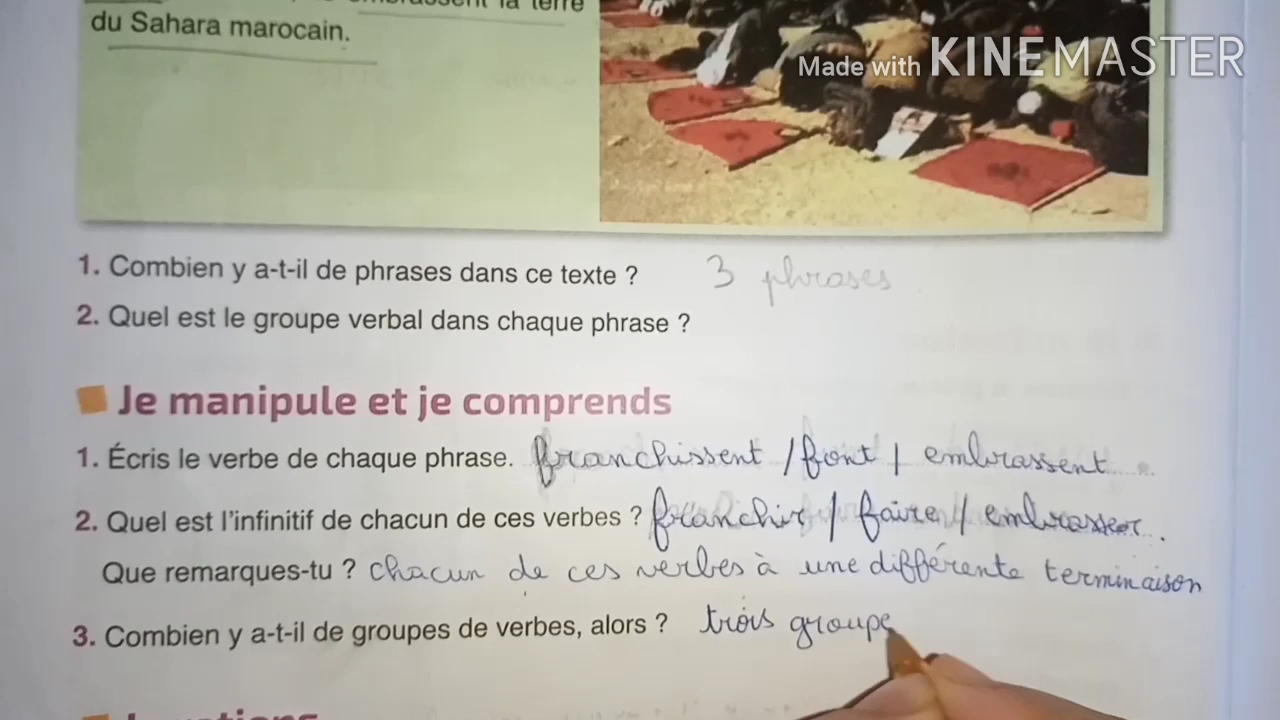 embrassent la terre
du Sahara marocain.
Made with KINEMASTER
1. Combien y a-t-il de phrases dans ce texte ? 3 phrases
2. Quel est le groupe verbal dans chaque phrase ?
Je manipule et je comprends
1. Écris le verbe de chaque phrase. franchissent / font / embrassent
2. Quel est l'infinitif de chacun de ces verbes ? franchir / faire / embrasser.
Que remarques-tu ? chacun de ces verbes à une différente terminaison
3. Combien y a-t-il de groupes de verbes, alors ? trois groupe